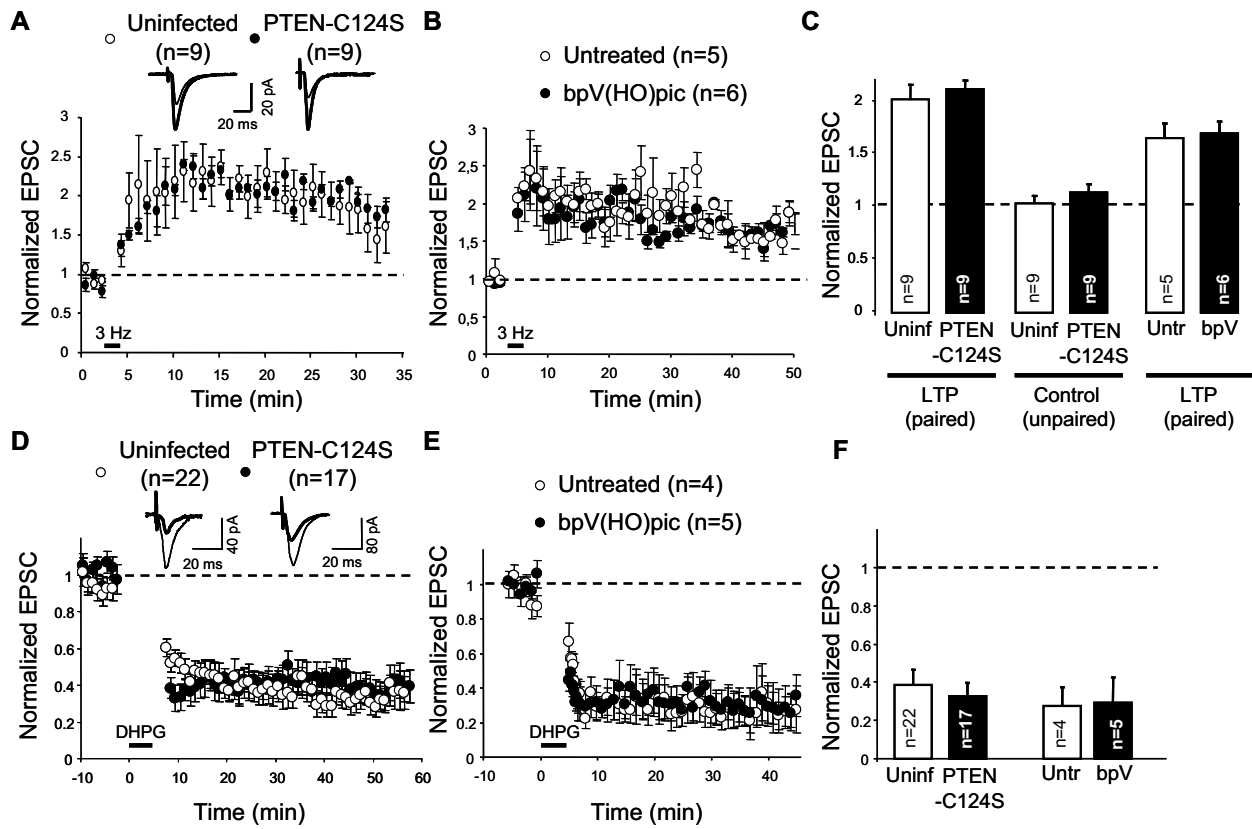 A
Uninfected
(n=9)
PTEN-C124S
(n=9)
20 pA
20 ms
Normalized EPSC
3
2.5
2
1.5
1
0.5
0
3 Hz
0 5 10 15 20 25 30 35
Time (min)
B
Untreated (n=5)
bpV(HO)pic (n=6)
Normalized EPSC
3
2.5
2
1.5
1
0,5
0
3 Hz
0 10 20 30 40 50
Time (min)
C
Normalized EPSC
2
1.5
1
0.5
0
n=9 n=9 n=9 n=9 n=5 n=6
Uninf PTEN Uninf PTEN Untr bpV
-C124S -C124S
LTP Control LTP
(paired) (unpaired) (paired)
D
Uninfected
(n=22)
PTEN-C124S
(n=17)
40 pA
20 ms
80 pA
20 ms
Normalized EPSC
1
0.8
0.6
0.4
0.2
0
DHPG
-10 0 10 20 30 40 50 60
Time (min)
E
Untreated (n=4)
bpV(HO)pic (n=5)
Normalized EPSC
1
0.8
0.6
0.4
0.2
0
DHPG
-10 0 10 20 30 40
Time (min)
F
Normalized EPSC
1
0.8
0.6
0.4
0.2
0
n=22 n=17 n=4 n=5
Uninf PTEN Untr bpV
-C124S